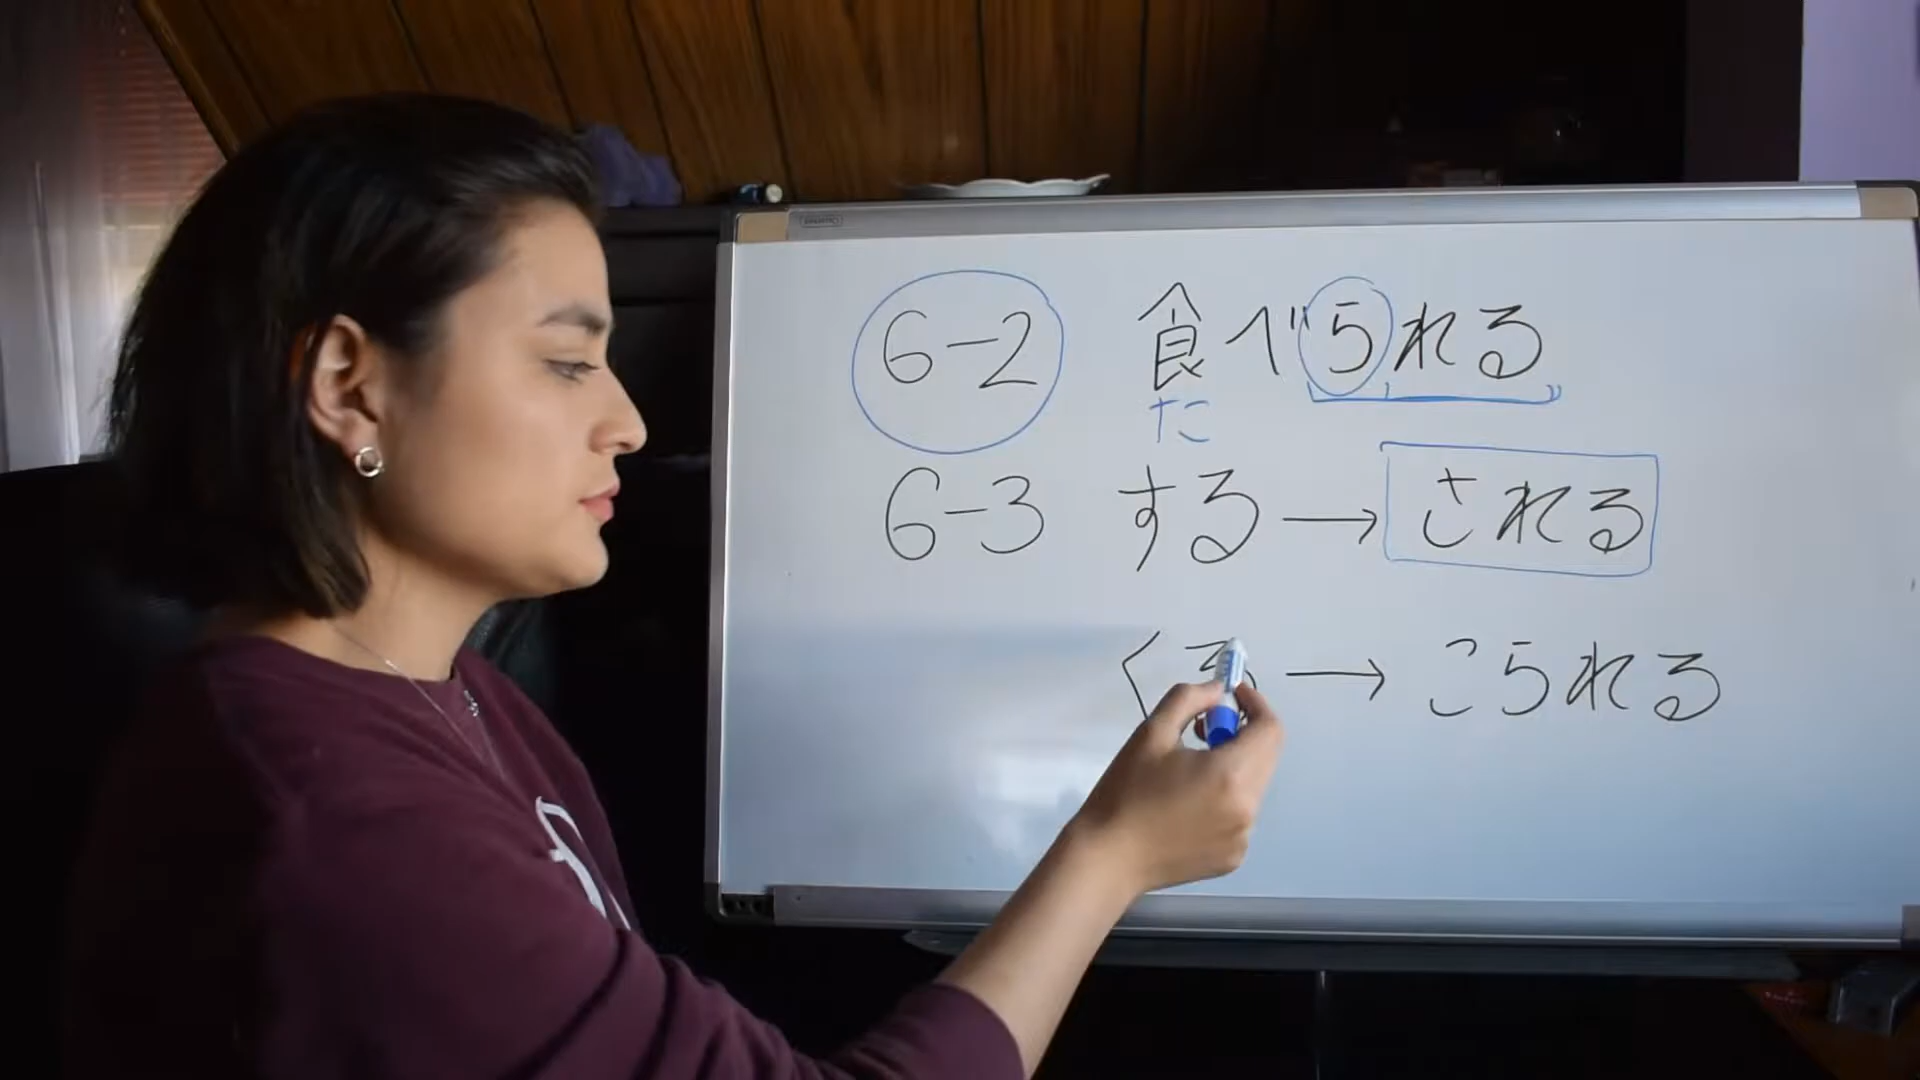 6-2 食べられる
た
6-3 する → される
くる → こられる